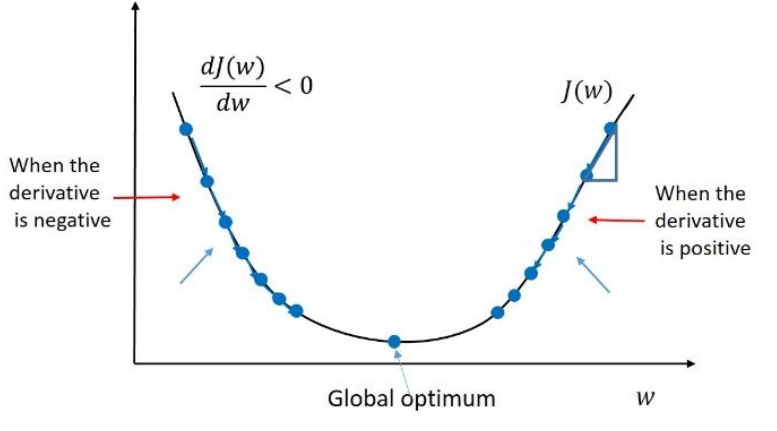 dJ(w)
dw
< 0
J(w)
When the
derivative
is negative
When the
derivative
is positive
Global optimum
w